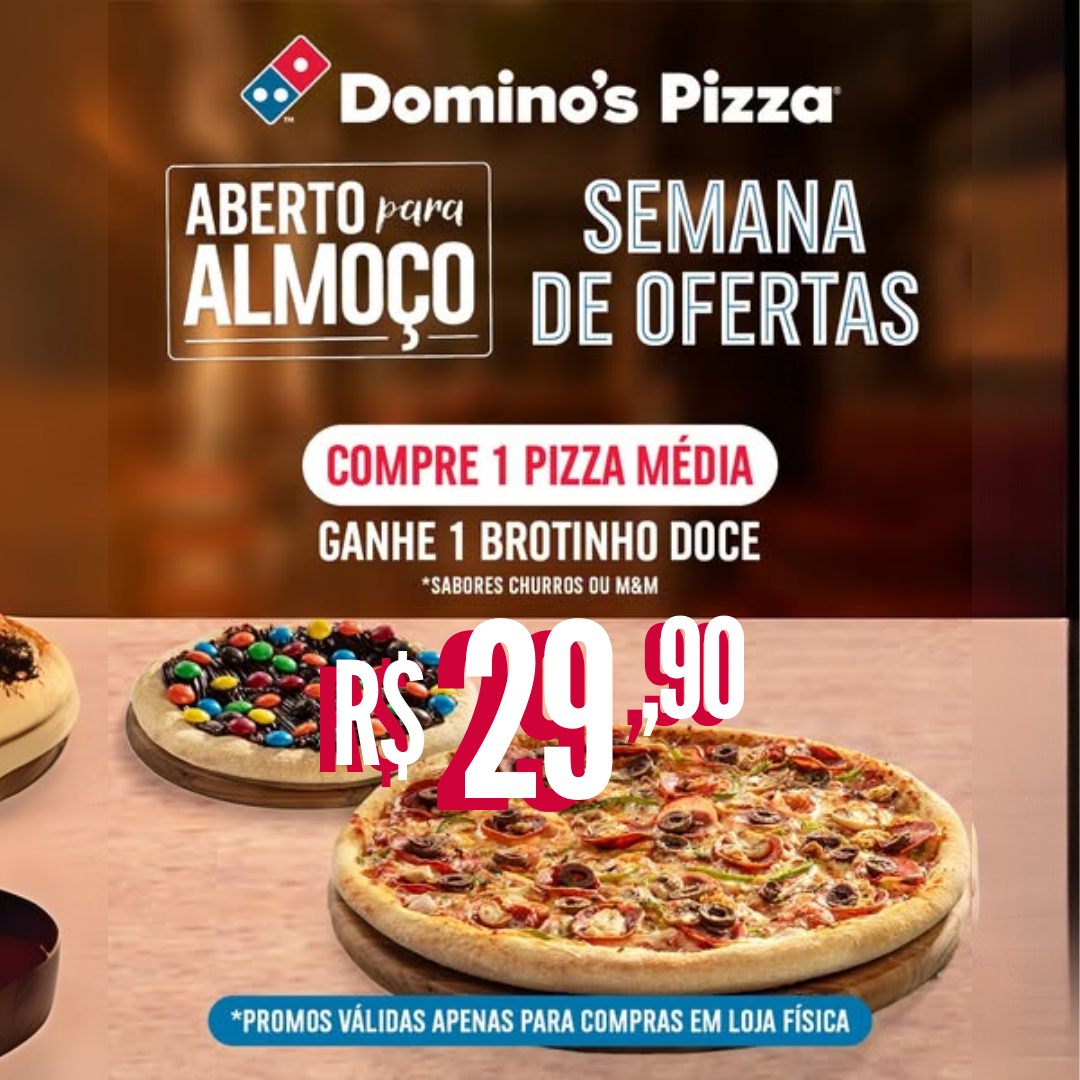 Domino's Pizza
ABERTO para
ALMOÇO
SEMANA
DE OFERTAS
COMPRE 1 PIZZA MÉDIA
GANHE 1 BROTINHO DOCE
*SABORES CHURROS OU M&M
R$ 29,90
*PROMOS VÁLIDAS APENAS PARA COMPRAS EM LOJA FÍSICA